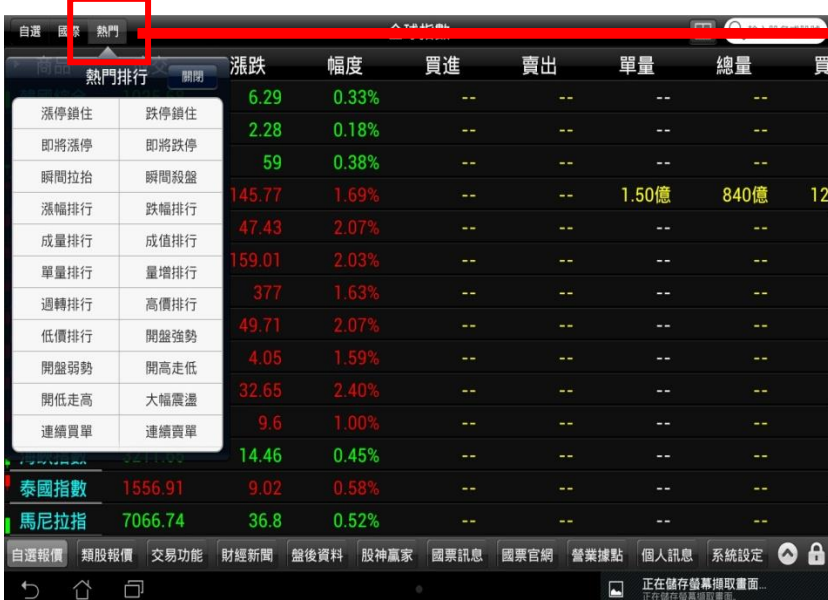 自選 國際 熱門
熱門排行 關閉
漲跌 幅度 買進 賣出 單量 總量 買
漲停鎖住 跌停鎖住
即將漲停 即將跌停
瞬間拉抬 瞬間殺盤
漲幅排行 跌幅排行
成量排行 成值排行
單量排行 量增排行
週轉排行 高價排行
低價排行 開盤強勢
開盤弱勢 開高走低
開低走高 大幅震盪
連續買單 連續賣單
6.29 0.33% -- -- -- --
2.28 0.18% -- -- -- --
59 0.38% -- -- -- --
145.77 1.69% -- -- 1.50億 840億 12
47.43 2.07% -- -- -- --
159.01 2.03% -- -- -- --
377 1.63% -- -- -- --
49.71 2.07% -- -- -- --
4.05 1.59% -- -- -- --
32.65 2.40% -- -- -- --
9.6 1.00% -- -- -- --
14.46 0.45% -- -- -- --
泰國指數 1556.91 9.02 0.58% -- -- -- --
馬尼拉指 7066.74 36.8 0.52% -- -- -- --
自選報價 類股報價 交易功能 財經新聞 盤後資料 股神贏家 國票訊息 國票官網 營業據點 個人訊息 系統設定
正在儲存螢幕擷取畫面...
正在儲存螢幕擷取畫面。